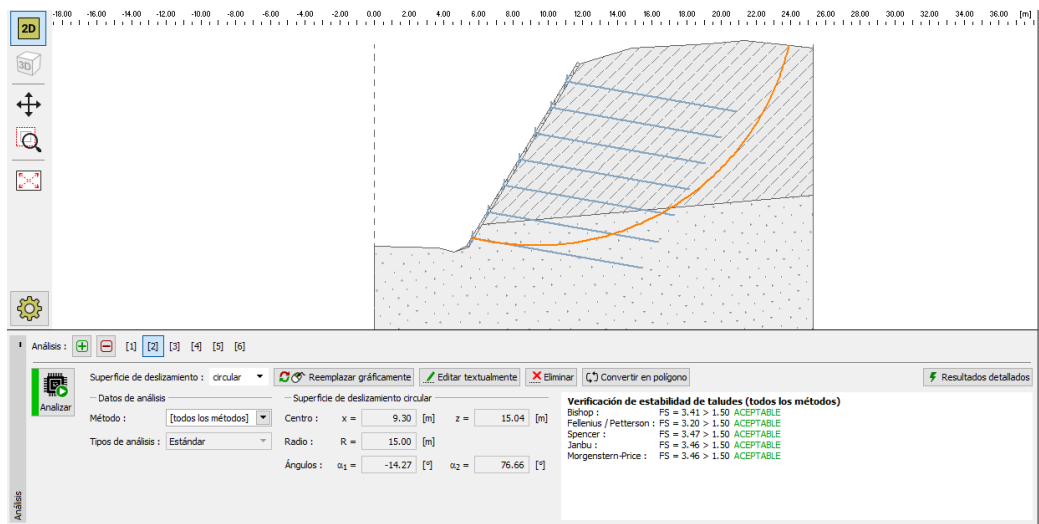 -18.00 -16.00 -14.00 -12.00 -10.00 -8.00 -6.00 -4.00 -2.00 0.00 2.00 4.00 6.00 8.00 10.00 12.00 14.00 16.00 18.00 20.00 22.00 24.00 26.00 28.00 30.00 32.00 34.00 36.00 [m]
2D
3D
Análisis : [1] [2] [3] [4] [5] [6]
Analizar
Superficie de deslizamiento : circular Reemplazar gráficamente Editar textualmente Eliminar Convertir en polígono Resultados detallados
Datos de análisis
Método : [todos los métodos]
Tipos de análisis : Estándar
Superficie de deslizamiento circular
Centro : x = 9.30 [m] z = 15.04 [m]
Radio : R = 15.00 [m]
Ángulos : α1 = -14.27 [°] α2 = 76.66 [°]
Verificación de estabilidad de taludes (todos los métodos)
Bishop : FS = 3.41 > 1.50 ACEPTABLE
Fellenius / Petterson : FS = 3.20 > 1.50 ACEPTABLE
Spencer : FS = 3.47 > 1.50 ACEPTABLE
Janbu : FS = 3.46 > 1.50 ACEPTABLE
Morgenstern-Price : FS = 3.46 > 1.50 ACEPTABLE
Análisis